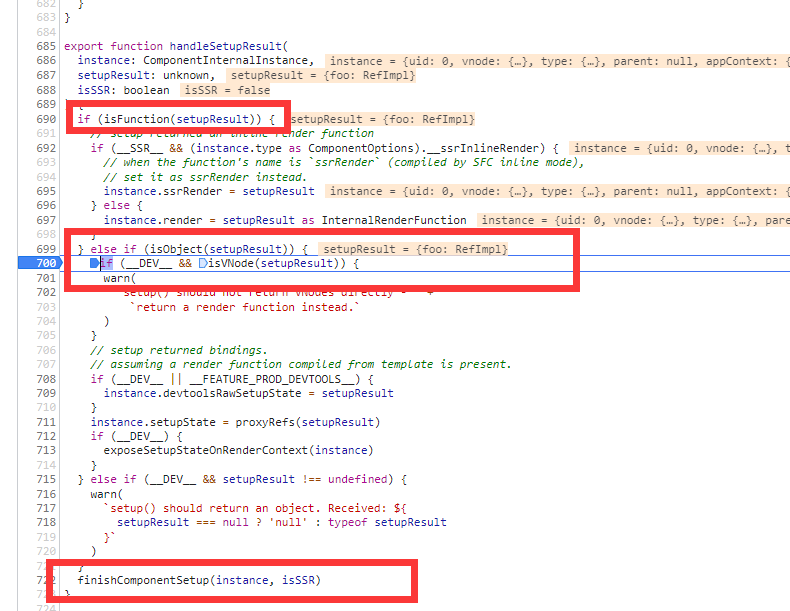 682 }
683 }
684
685 export function handleSetupResult(
686 instance: ComponentInternalInstance, instance = {uid: 0, vnode: {…}, type: {…}, parent: null, appContext: {
687 setupResult: unknown, setupResult = {foo: RefImpl}
688 isSSR: boolean isSSR = false
689 {
690 if (isFunction(setupResult)) { setupResult = {foo: RefImpl}
691 // setup returned an inline render function
692 if (__SSR__ && (instance.type as ComponentOptions).__ssrInlineRender) { instance = {uid: 0, vnode: {…}, t
693 // when the function's name is `ssrRender` (compiled by SFC inline mode),
694 // set it as ssrRender instead.
695 instance.ssrRender = setupResult instance = {uid: 0, vnode: {…}, type: {…}, parent: null, appContext:
696 } else {
697 instance.render = setupResult as InternalRenderFunction instance = {uid: 0, vnode: {…}, type: {…}, pare
698 }
699 } else if (isObject(setupResult)) { setupResult = {foo: RefImpl}
700 if (__DEV__ && isVNode(setupResult)) {
701 warn(
702 setup() should not return VNodes directly - +
703 `return a render function instead.`
704 )
705 }
706 // setup returned bindings.
707 // assuming a render function compiled from template is present.
708 if (__DEV__ || __FEATURE_PROD_DEVTOOLS__) {
709 instance.devtoolsRawSetupState = setupResult
710 }
711 instance.setupState = proxyRefs(setupResult)
712 if (__DEV__) {
713 exposeSetupStateOnRenderContext(instance)
714 }
715 } else if (__DEV__ && setupResult !== undefined) {
716 warn(
717 `setup() should return an object. Received: ${
718 setupResult === null ? 'null' : typeof setupResult
719 }`
720 )
}
finishComponentSetup(instance, isSSR)
}
724